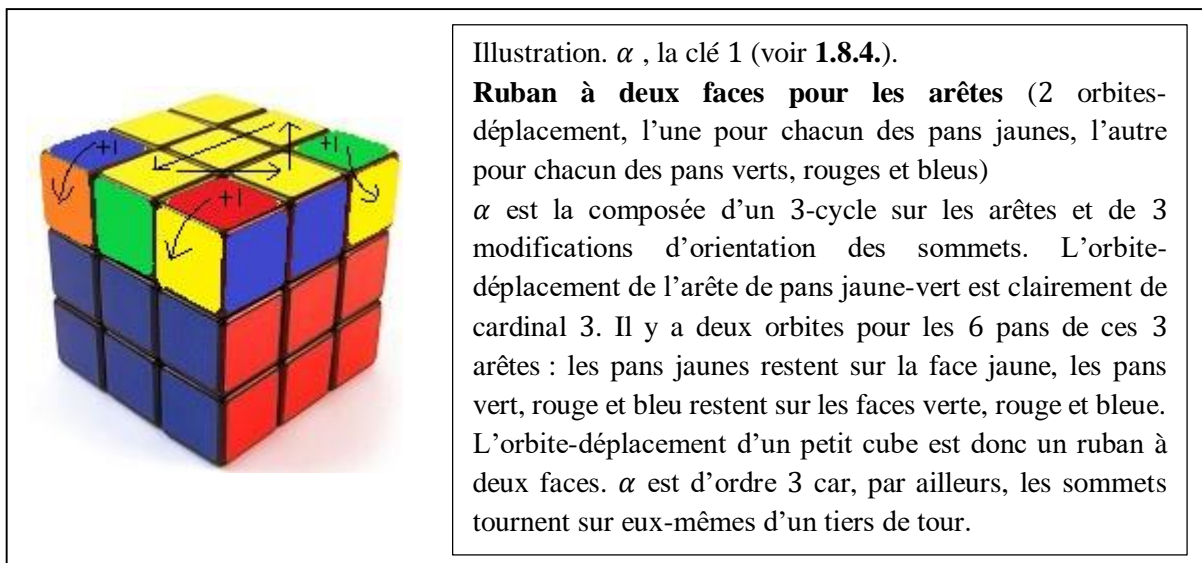 +1
+1
+1
Illustration. 𝛼 , la clé 1 (voir 1.8.4.).
Ruban à deux faces pour les arêtes (2 orbites-
déplacement, l’une pour chacun des pans jaunes, l’autre
pour chacun des pans verts, rouges et bleus)
𝛼 est la composée d’un 3-cycle sur les arêtes et de 3
modifications d’orientation des sommets. L’orbite-
déplacement de l’arête de pans jaune-vert est clairement de
cardinal 3. Il y a deux orbites pour les 6 pans de ces 3
arêtes : les pans jaunes restent sur la face jaune, les pans
vert, rouge et bleu restent sur les faces verte, rouge et bleue.
L’orbite-déplacement d’un petit cube est donc un ruban à
deux faces. 𝛼 est d’ordre 3 car, par ailleurs, les sommets
tournent sur eux-mêmes d’un tiers de tour.